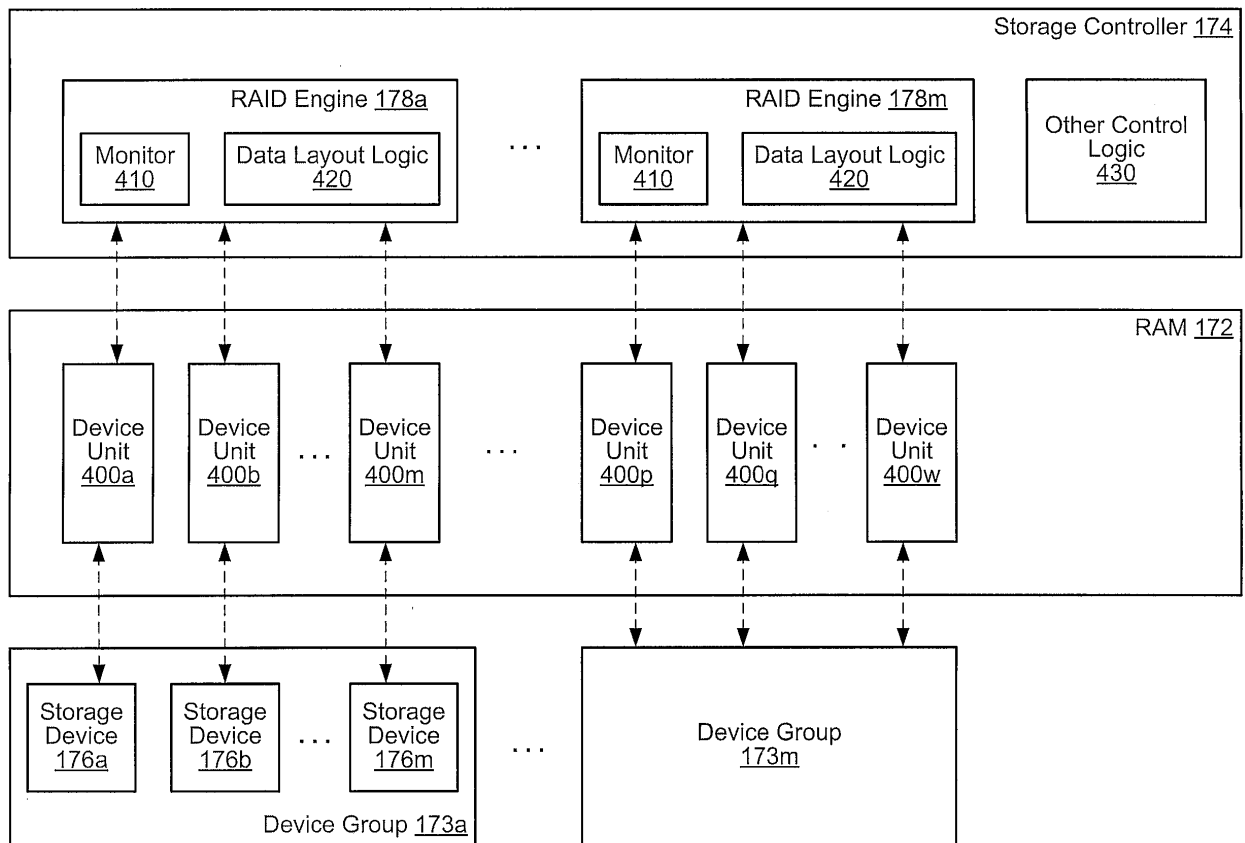 Storage Controller 174
RAID Engine 178a
Monitor
410
Data Layout Logic
420
. . .
RAID Engine 178m
Monitor
410
Data Layout Logic
420
Other Control
Logic
430
RAM 172
Device
Unit
400a
Device
Unit
400b
. . .
Device
Unit
400m
. . .
Device
Unit
400p
Device
Unit
400q
. .
Device
Unit
400w
Storage
Device
176a
Storage
Device
176b
. . .
Storage
Device
176m
Device Group 173a
. . .
Device Group
173m